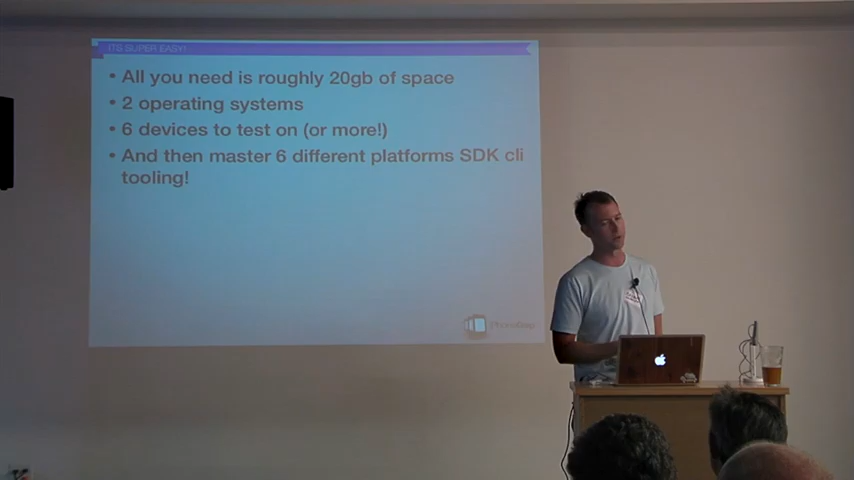 ITS SUPER EASY!
• All you need is roughly 20gb of space
• 2 operating systems
• 6 devices to test on (or more!)
• And then master 6 different platforms SDK cli
tooling!
PhoneGap